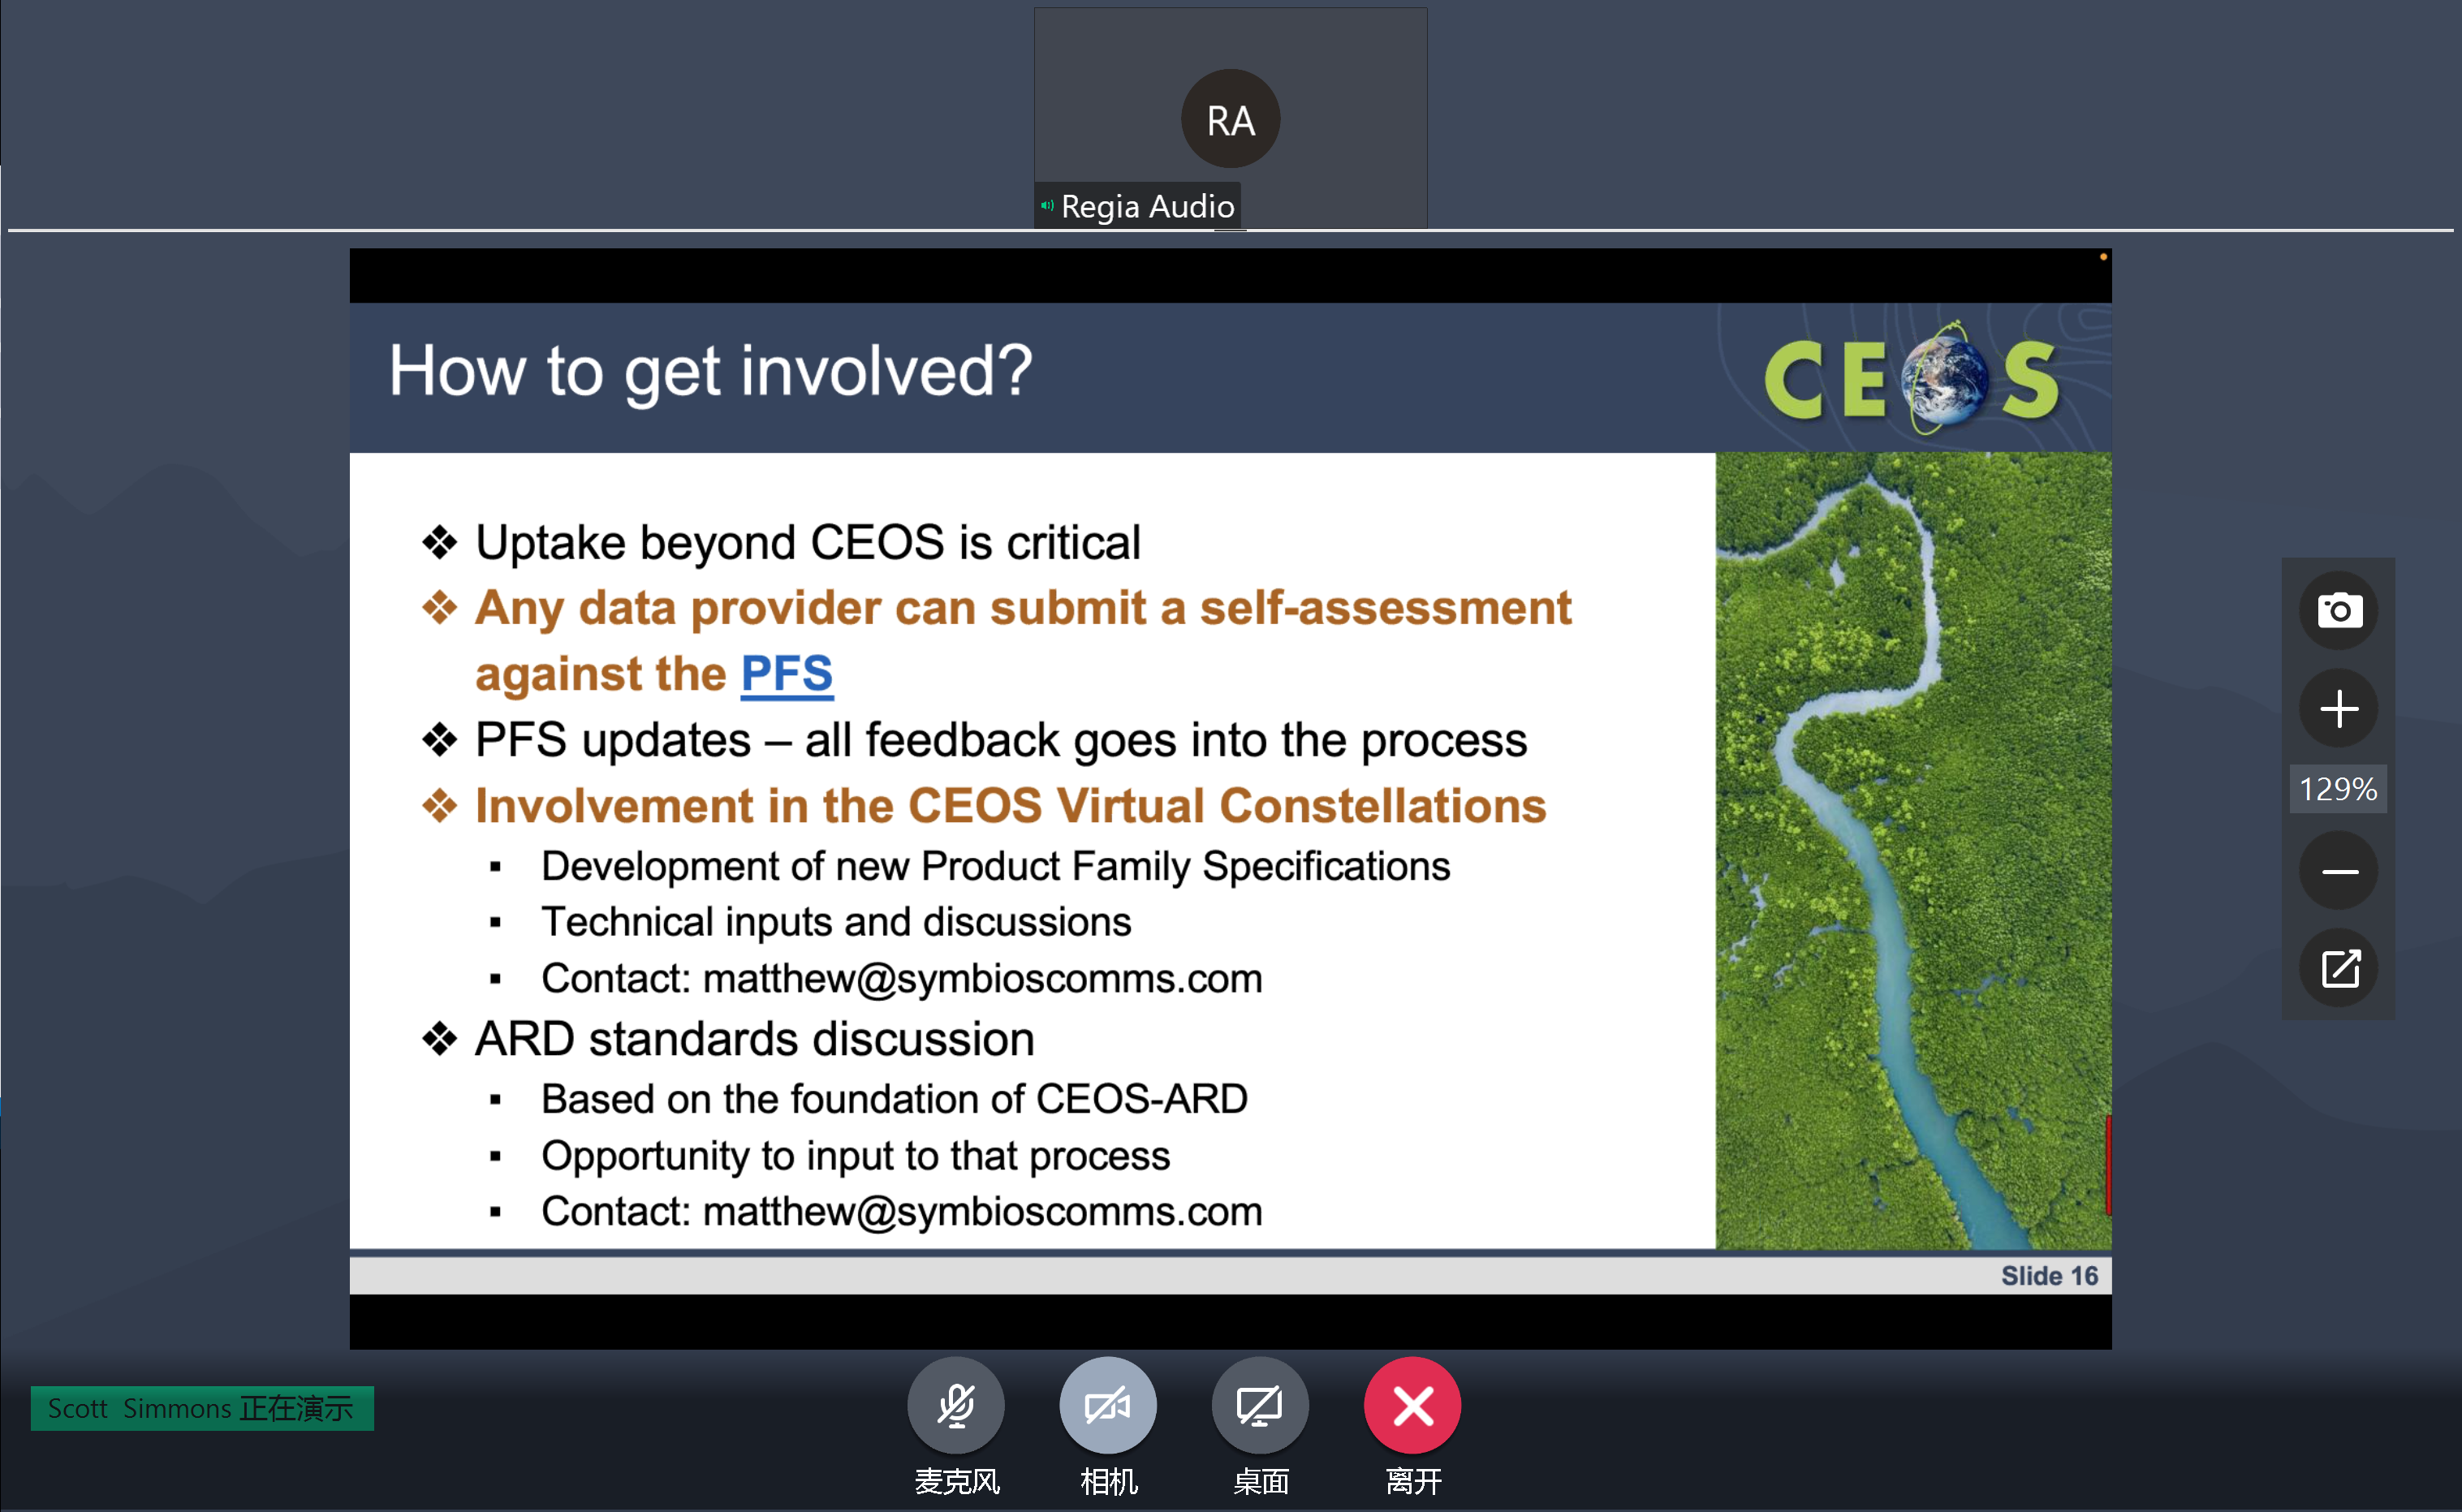 RA
Regia Audio
How to get involved?
CEOS
Uptake beyond CEOS is critical
Any data provider can submit a self-assessment
against the PFS
PFS updates – all feedback goes into the process
Involvement in the CEOS Virtual Constellations
Development of new Product Family Specifications
Technical inputs and discussions
Contact: matthew@symbioscomms.com
ARD standards discussion
Based on the foundation of CEOS-ARD
Opportunity to input to that process
Contact: matthew@symbioscomms.com
Slide 16
129%
Scott Simmons 正在演示
麦克风
相机
桌面
离开